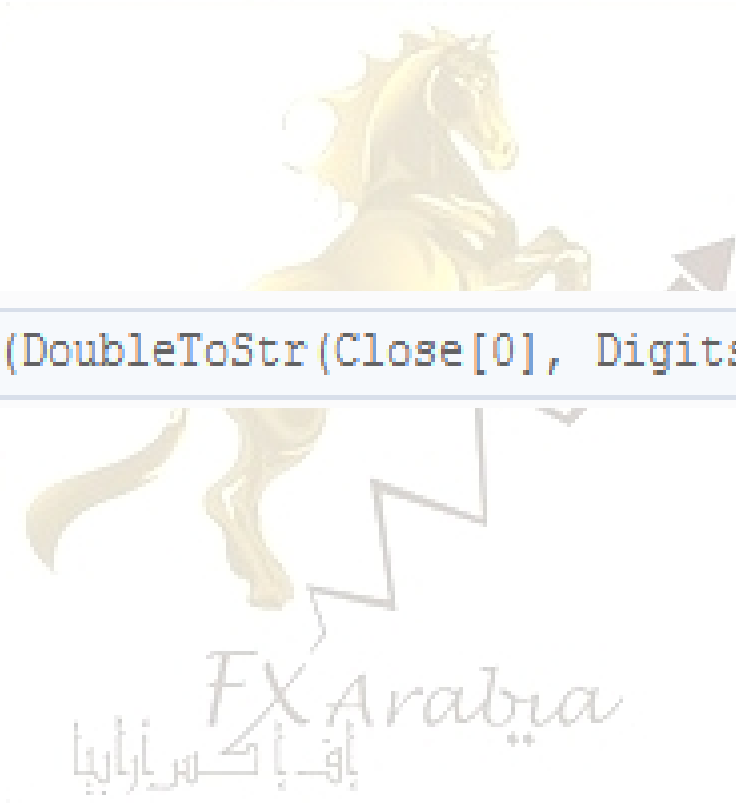 (DoubleToStr(Close[0], Digits
FX Arabia
إف إكس أرابيا